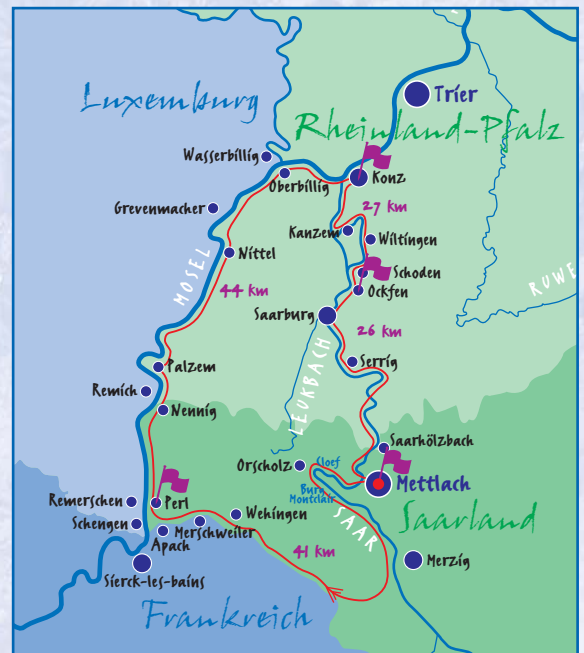 Luxemburg
Trier
Rheinland-Pfalz
Wasserbillig
Oberbillig
Konz
27 km
Grevenmacher
Kanzem
Wiltingen
Nittel
MOSEL
Schoden
Ockfen
RUWE
44 km
Saarburg
26 km
LEUKBACH
Serrig
Palzem
Remich
Nennig
Saarhölzbach
Orscholz
Cloef
Mettlach
Burg
Montclair
Saarland
SAAR
Remerschen
Perl
Wehingen
Schengen
Merschweiler
Apach
41 km
Merzig
Sierck-les-bains
Frankreich